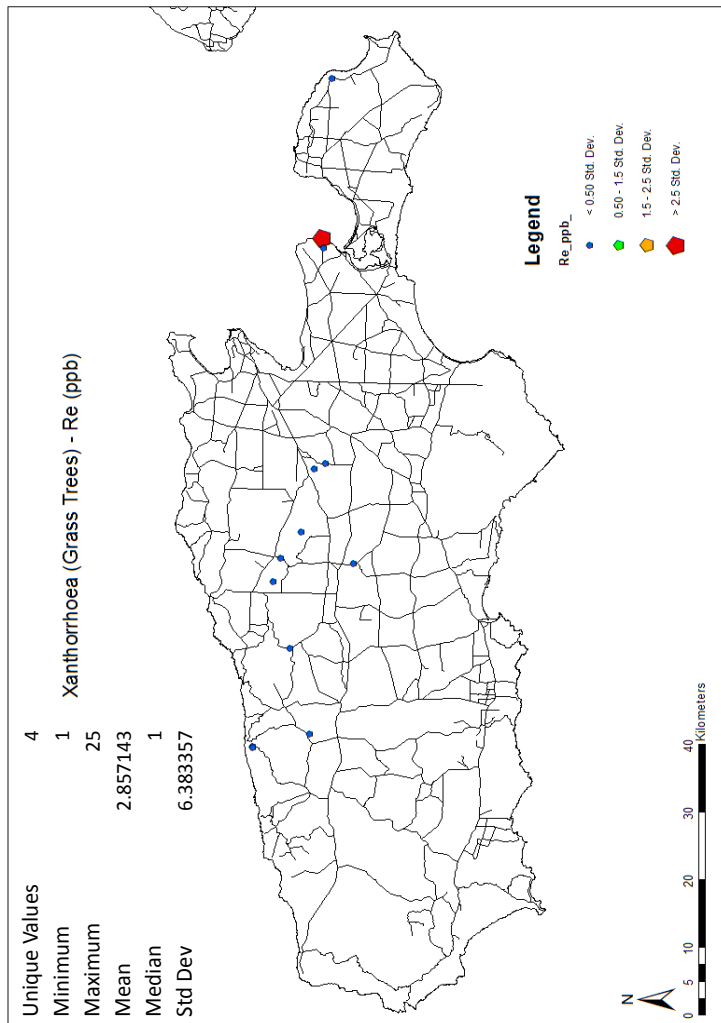 Unique Values 4
Minimum 1
Maximum 25
Mean 2.857143
Median 1
Std Dev 6.383357
Xanthorrhoea (Grass Trees) - Re (ppb)
Legend
Re_ppb_
< 0.50 Std. Dev.
0.50 - 1.5 Std. Dev.
1.5 - 2.5 Std. Dev.
> 2.5 Std. Dev.
N
0 5 10 20 30 40
Kilometers